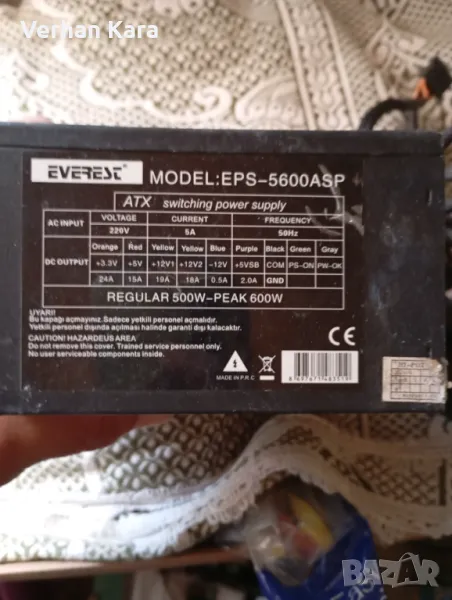 Verhan Kara
EVEREST
MODEL:EPS-5600ASP
ATX switching power supply
AC INPUT VOLTAGE CURRENT FREQUENCY
220V 5A 50Hz
DC OUTPUT Orange Red Yellow Yellow Blue Purple Black Green Gray
+3.3V +5V +12V1 +12V2 -12V +5VSB COM PS-ON PW-OK
24A 15A 19A 18A 0.5A 2.0A GND
REGULAR 500W-PEAK 600W
UYARI!
Bu kapağı açmayınız. Sadece yetkili personel açmalıdır.
Yetkili personel dışında açılması halinde garanti dışı kalacaktır.
CAUTION! HAZARDEUS AREA
Do not remove this cover. Trained service personnel only.
No user serviceable components inside.
CE
MADE IN P.R.C
BAZAR